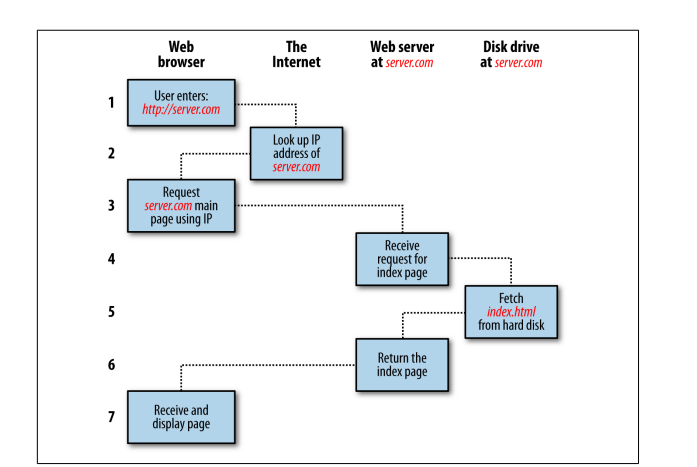 Web
browser
The
Internet
Web server
at server.com
Disk drive
at server.com
1
User enters:
http://server.com
2
Look up IP
address of
server.com
3
Request
server.com main
page using IP
4
Receive
request for
index page
5
Fetch
index.html
from hard disk
6
Return the
index page
7
Receive and
display page